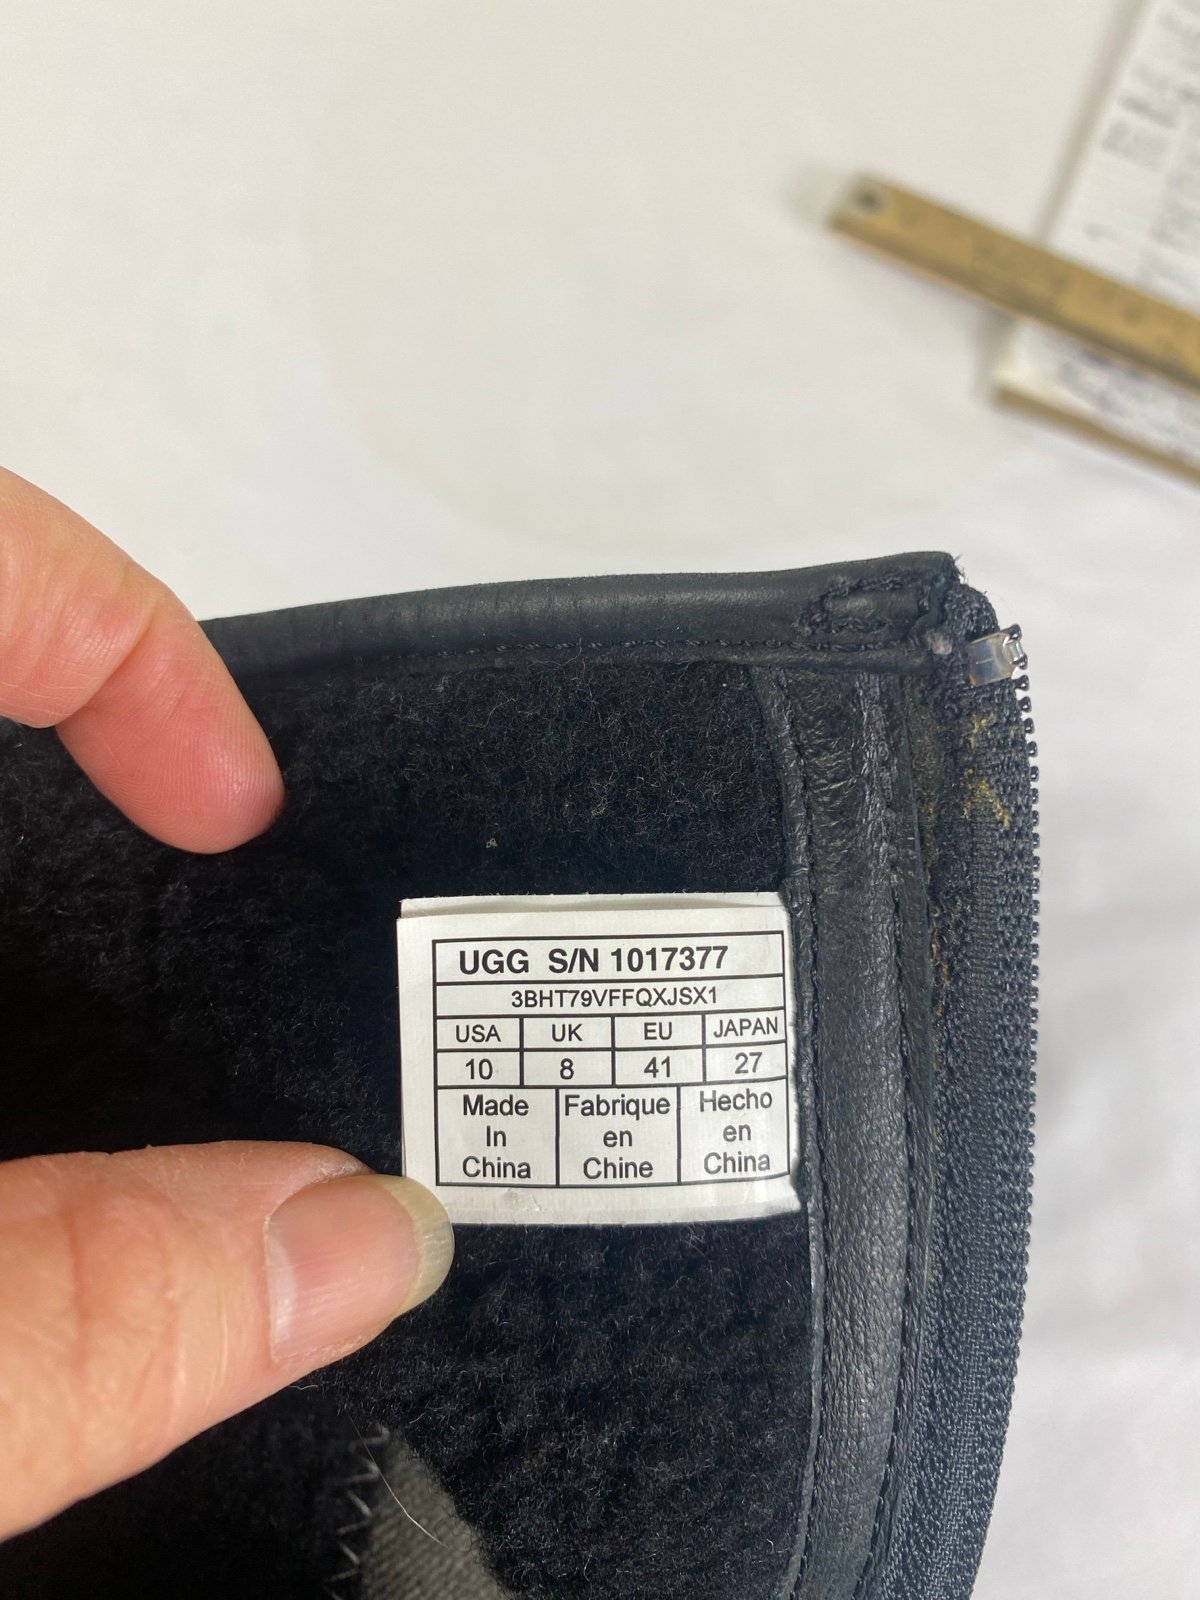 UGG S/N 1017377
3BHT79VFFQXJSX1
USA UK EU JAPAN
10 8 41 27
Made Fabrique Hecho
In en en
China Chine China